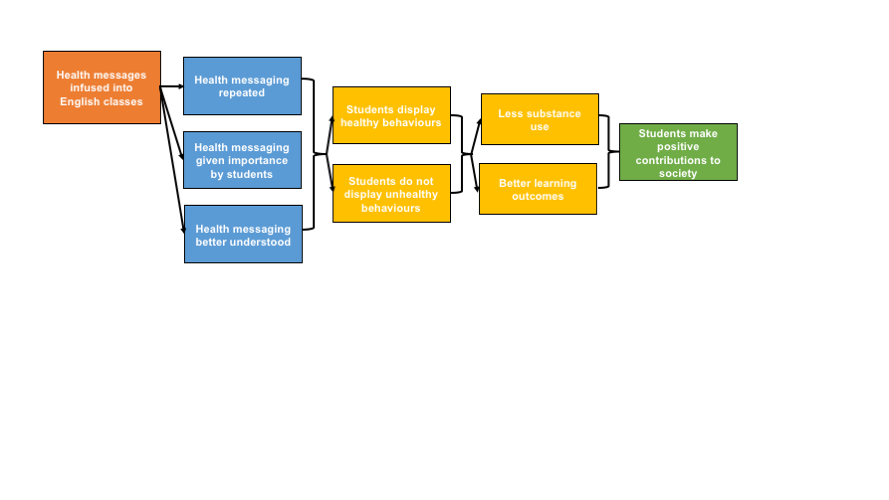 Health messages
infused into
English classes
Health messaging
repeated
Health messaging
given importance
by students
Health messaging
better understood
Students display
healthy behaviours
Students do not
display unhealthy
behaviours
Less substance
use
Better learning
outcomes
Students make
positive
contributions to
society